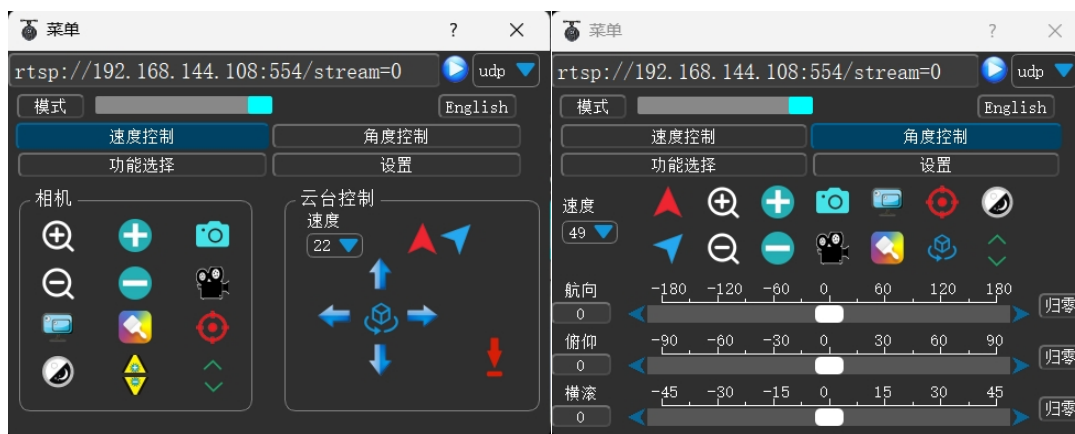 菜单
?
rtsp://192.168.144.108:554/stream=0
udp
模式
English
速度控制
角度控制
功能选择
设置
相机
云台控制
速度
22
菜单
?
rtsp://192.168.144.108:554/stream=0
udp
模式
English
速度控制
角度控制
功能选择
设置
速度
49
航向
-180 -120 -60 0 60 120 180
0
归零
俯仰
-90 -60 -30 0 30 60 90
0
归零
横滚
-45 -30 -15 0 15 30 45
0
归零